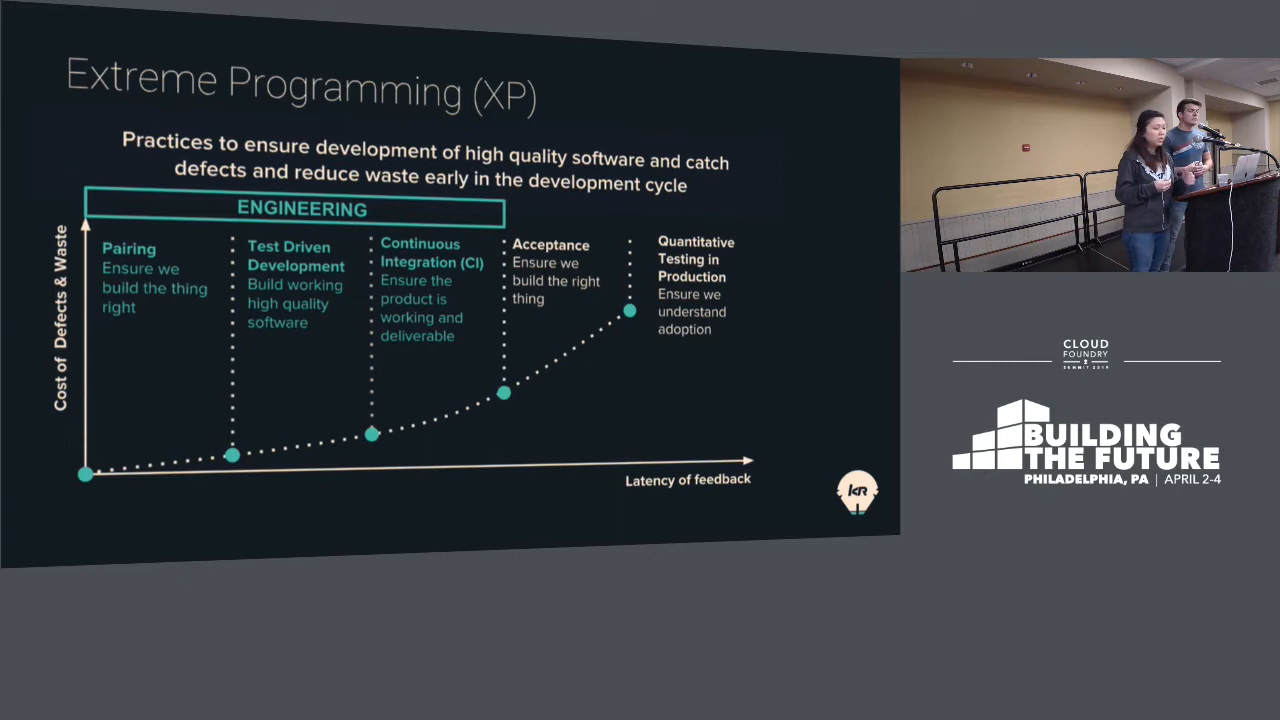 Extreme Programming (XP)
Practices to ensure development of high quality software and catch
defects and reduce waste early in the development cycle
ENGINEERING
Cost of Defects & Waste
Pairing
Ensure we
build the thing
right
Test Driven
Development
Build working
high quality
software
Continuous
Integration (CI)
Ensure the
product is
working and
deliverable
Acceptance
Ensure we
build the right
thing
Quantitative
Testing in
Production
Ensure we
understand
adoption
Latency of feedback
kr
CLOUD
FOUNDRY
SUMMIT 2019
BUILDING
THE FUTURE
PHILADELPHIA, PA | APRIL 2-4